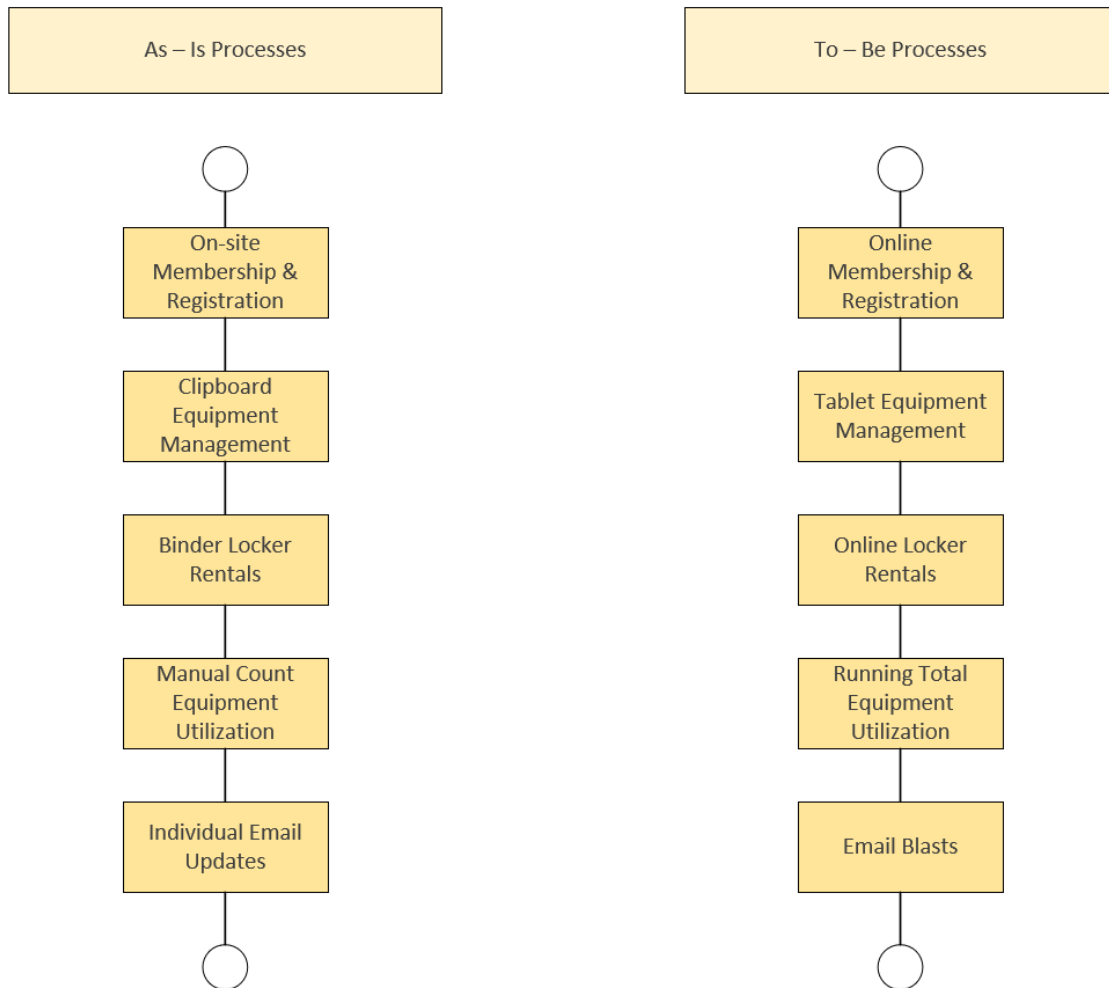 As – Is Processes
To – Be Processes
On-site
Membership &
Registration
Clipboard
Equipment
Management
Binder Locker
Rentals
Manual Count
Equipment
Utilization
Individual Email
Updates
Online
Membership &
Registration
Tablet Equipment
Management
Online Locker
Rentals
Running Total
Equipment
Utilization
Email Blasts